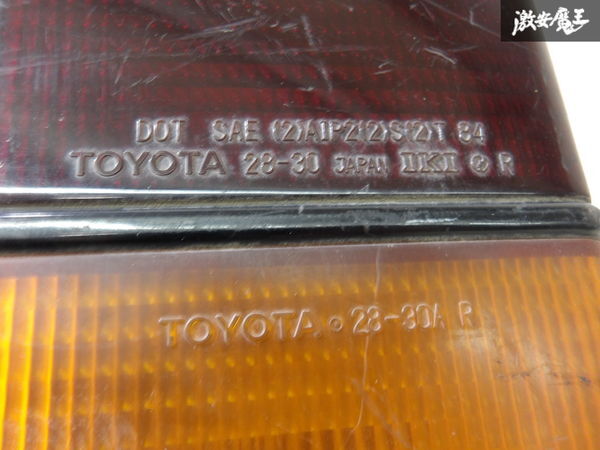 激安魔王
DOT SAE (2)AIP2(2)S(2)T 84
TOYOTA 28-30 JAPAN IKI R
TOYOTA 28-30A R